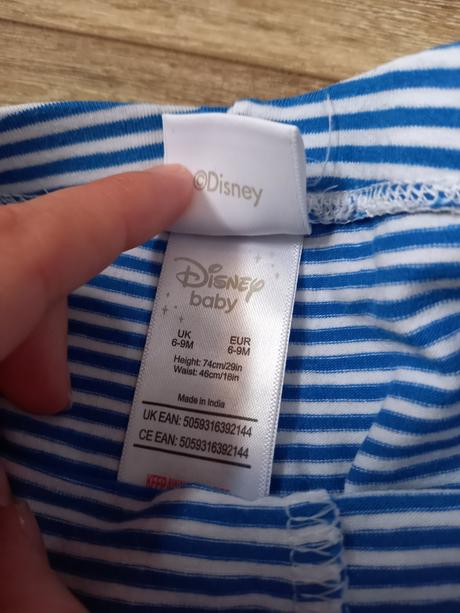 ©Disney
Disney
baby
UK EUR
6-9M 6-9M
Height: 74cm/29in
Waist: 46cm/18in
Made in India
UK EAN: 5059316392144
CE EAN: 5059316392144
KEEP